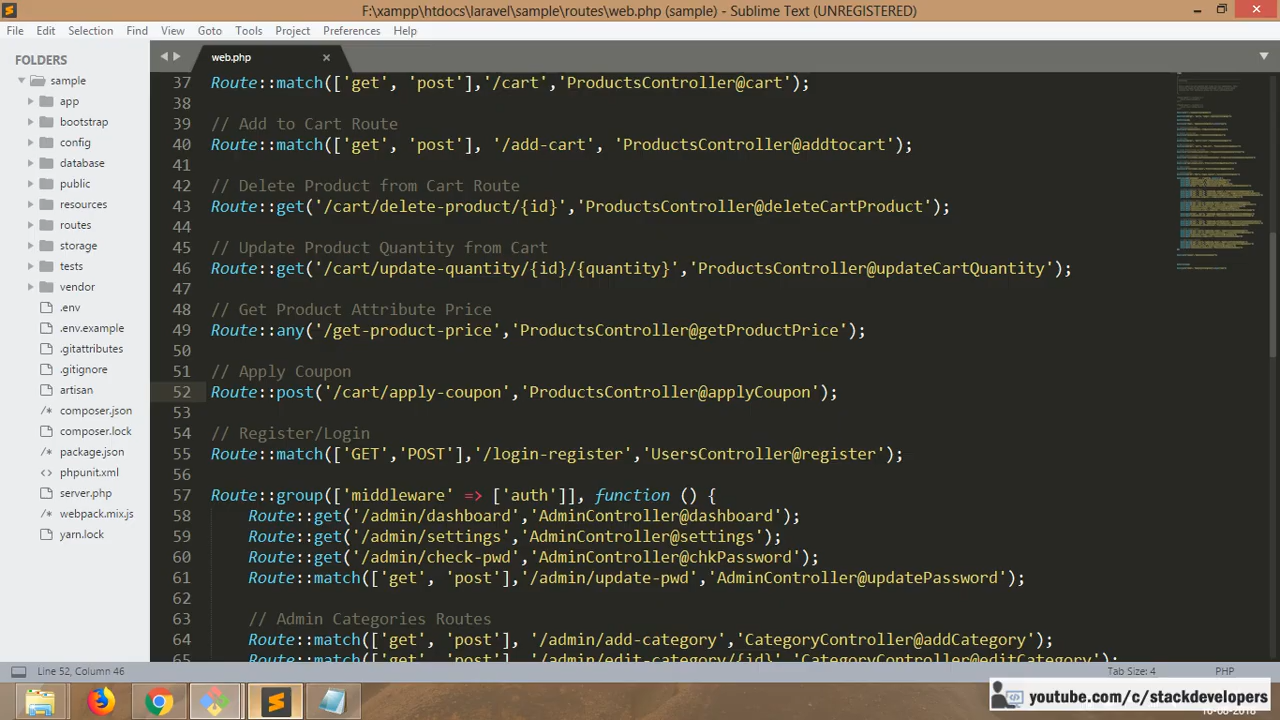 F:\xampp\htdocs\laravel\sample\routes\web.php (sample) - Sublime Text (UNREGISTERED)
File Edit Selection Find View Goto Tools Project Preferences Help
FOLDERS
sample
app
bootstrap
config
database
public
resources
routes
storage
tests
vendor
.env
.env.example
.gitattributes
.gitignore
artisan
composer.json
composer.lock
package.json
phpunit.xml
server.php
webpack.mix.js
yarn.lock
web.php
37 Route::match(['get', 'post'],'/cart','ProductsController@cart');
38
39 // Add to Cart Route
40 Route::match(['get', 'post'], '/add-cart', 'ProductsController@addtocart');
41
42 // Delete Product from Cart Route
43 Route::get('/cart/delete-product/{id}','ProductsController@deleteCartProduct');
44
45 // Update Product Quantity from Cart
46 Route::get('/cart/update-quantity/{id}/{quantity}','ProductsController@updateCartQuantity');
47
48 // Get Product Attribute Price
49 Route::any('/get-product-price','ProductsController@getProductPrice');
50
51 // Apply Coupon
52 Route::post('/cart/apply-coupon','ProductsController@applyCoupon');
53
54 // Register/Login
55 Route::match(['GET','POST'],'/login-register','UsersController@register');
56
57 Route::group(['middleware' => ['auth']], function () {
58 Route::get('/admin/dashboard','AdminController@dashboard');
59 Route::get('/admin/settings','AdminController@settings');
60 Route::get('/admin/check-pwd','AdminController@chkPassword');
61 Route::match(['get', 'post'],'/admin/update-pwd','AdminController@updatePassword');
62
63 // Admin Categories Routes
64 Route::match(['get', 'post'], '/admin/add-category','CategoryController@addCategory');
65 Route::match(['get', 'post'], '/admin/edit-category/{id}','CategoryController@editCategory');
Line 52, Column 46
Tab Size: 4
PHP
youtube.com/c/stackdevelopers